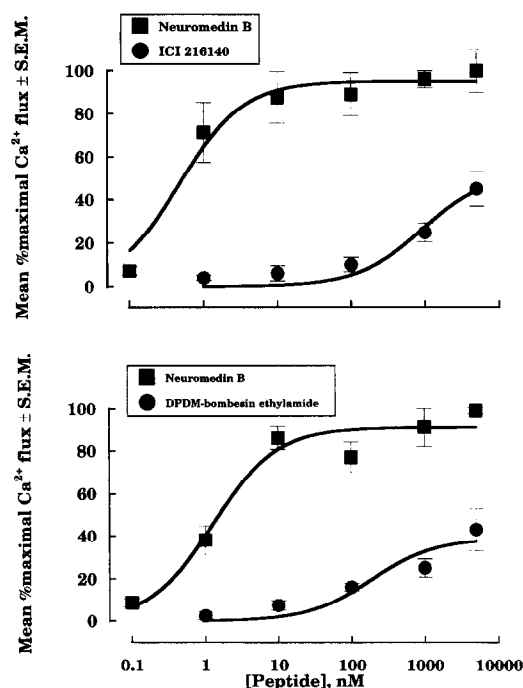 Neuromedin B
ICI 216140
Mean %maximal Ca²⁺ flux ± S.E.M.
100
80
60
40
20
0
Neuromedin B
DPDM-bombesin ethylamide
Mean %maximal Ca²⁺ flux ± S.E.M.
100
80
60
40
20
0
0.1 1 10 100 1000 10000
[Peptide], nM